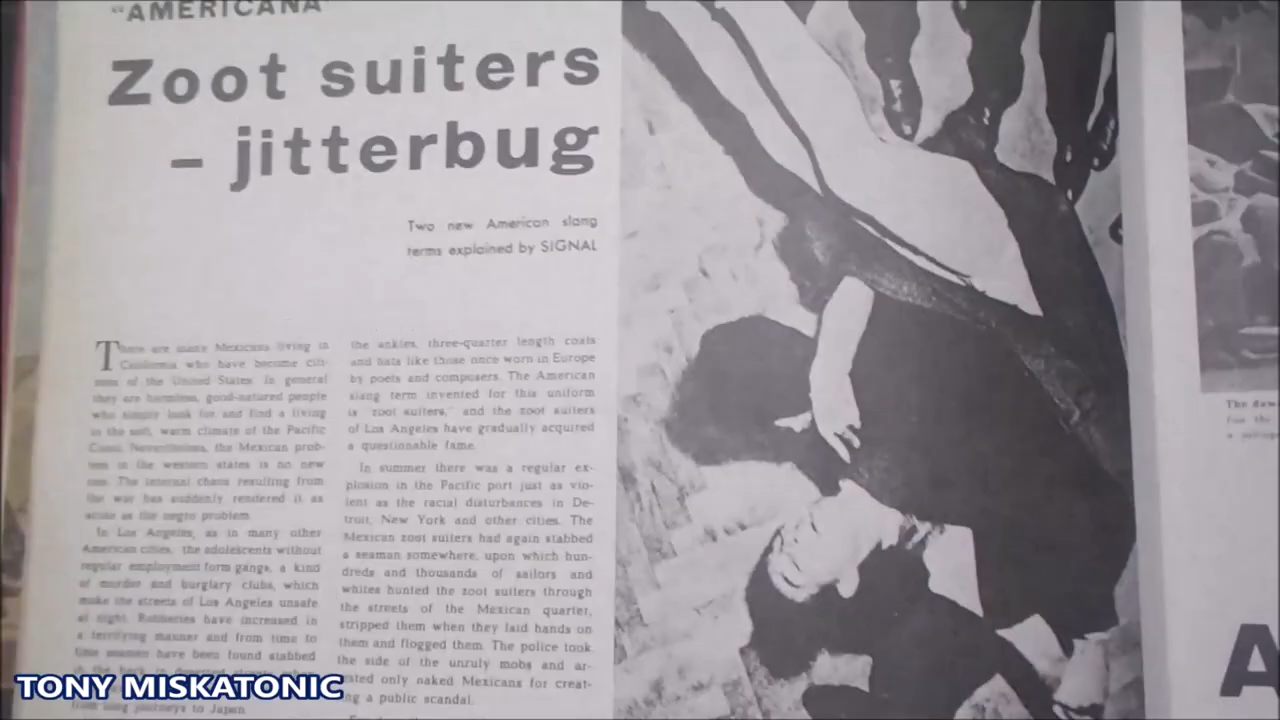 "AMERICANA"
Zoot suiters
– jitterbug
Two new American slang
terms explained by SIGNAL
There are many Mexicans living in
California who have become citi-
zens of the United States. In general
they are harmless, good-natured people
who simply look for and find a living
in the soft, warm climate of the Pacific
Coast. Nevertheless, the Mexican prob-
lem in the western states is no new
one. The internal chaos resulting from
the war has suddenly rendered it as
acute as the negro problem.
In Los Angeles, as in many other
American cities, the adolescents without
regular employment form gangs, a kind
of murder and burglary clubs, which
make the streets of Los Angeles unsafe
at night. Robberies have increased in
a terrifying manner and from time to
time seamen have been found stabbed
in the back in deserted streets
from long journeys to Japan.
the ankles, three-quarter length coats
and hats like those once worn in Europe
by poets and composers. The American
slang term invented for this uniform
is "zoot suiters," and the zoot suiters
of Los Angeles have gradually acquired
a questionable fame.
In summer there was a regular ex-
plosion in the Pacific port just as vio-
lent as the racial disturbances in De-
troit, New York and other cities. The
Mexican zoot suiters had again stabbed
a seaman somewhere, upon which hun-
dreds and thousands of sailors and
whites hunted the zoot suiters through
the streets of the Mexican quarter,
stripped them when they laid hands on
them and flogged them. The police took
the side of the unruly mobs and ar-
rested only naked Mexicans for creat-
ing a public scandal.
The daw
A
TONY MISKATONIC